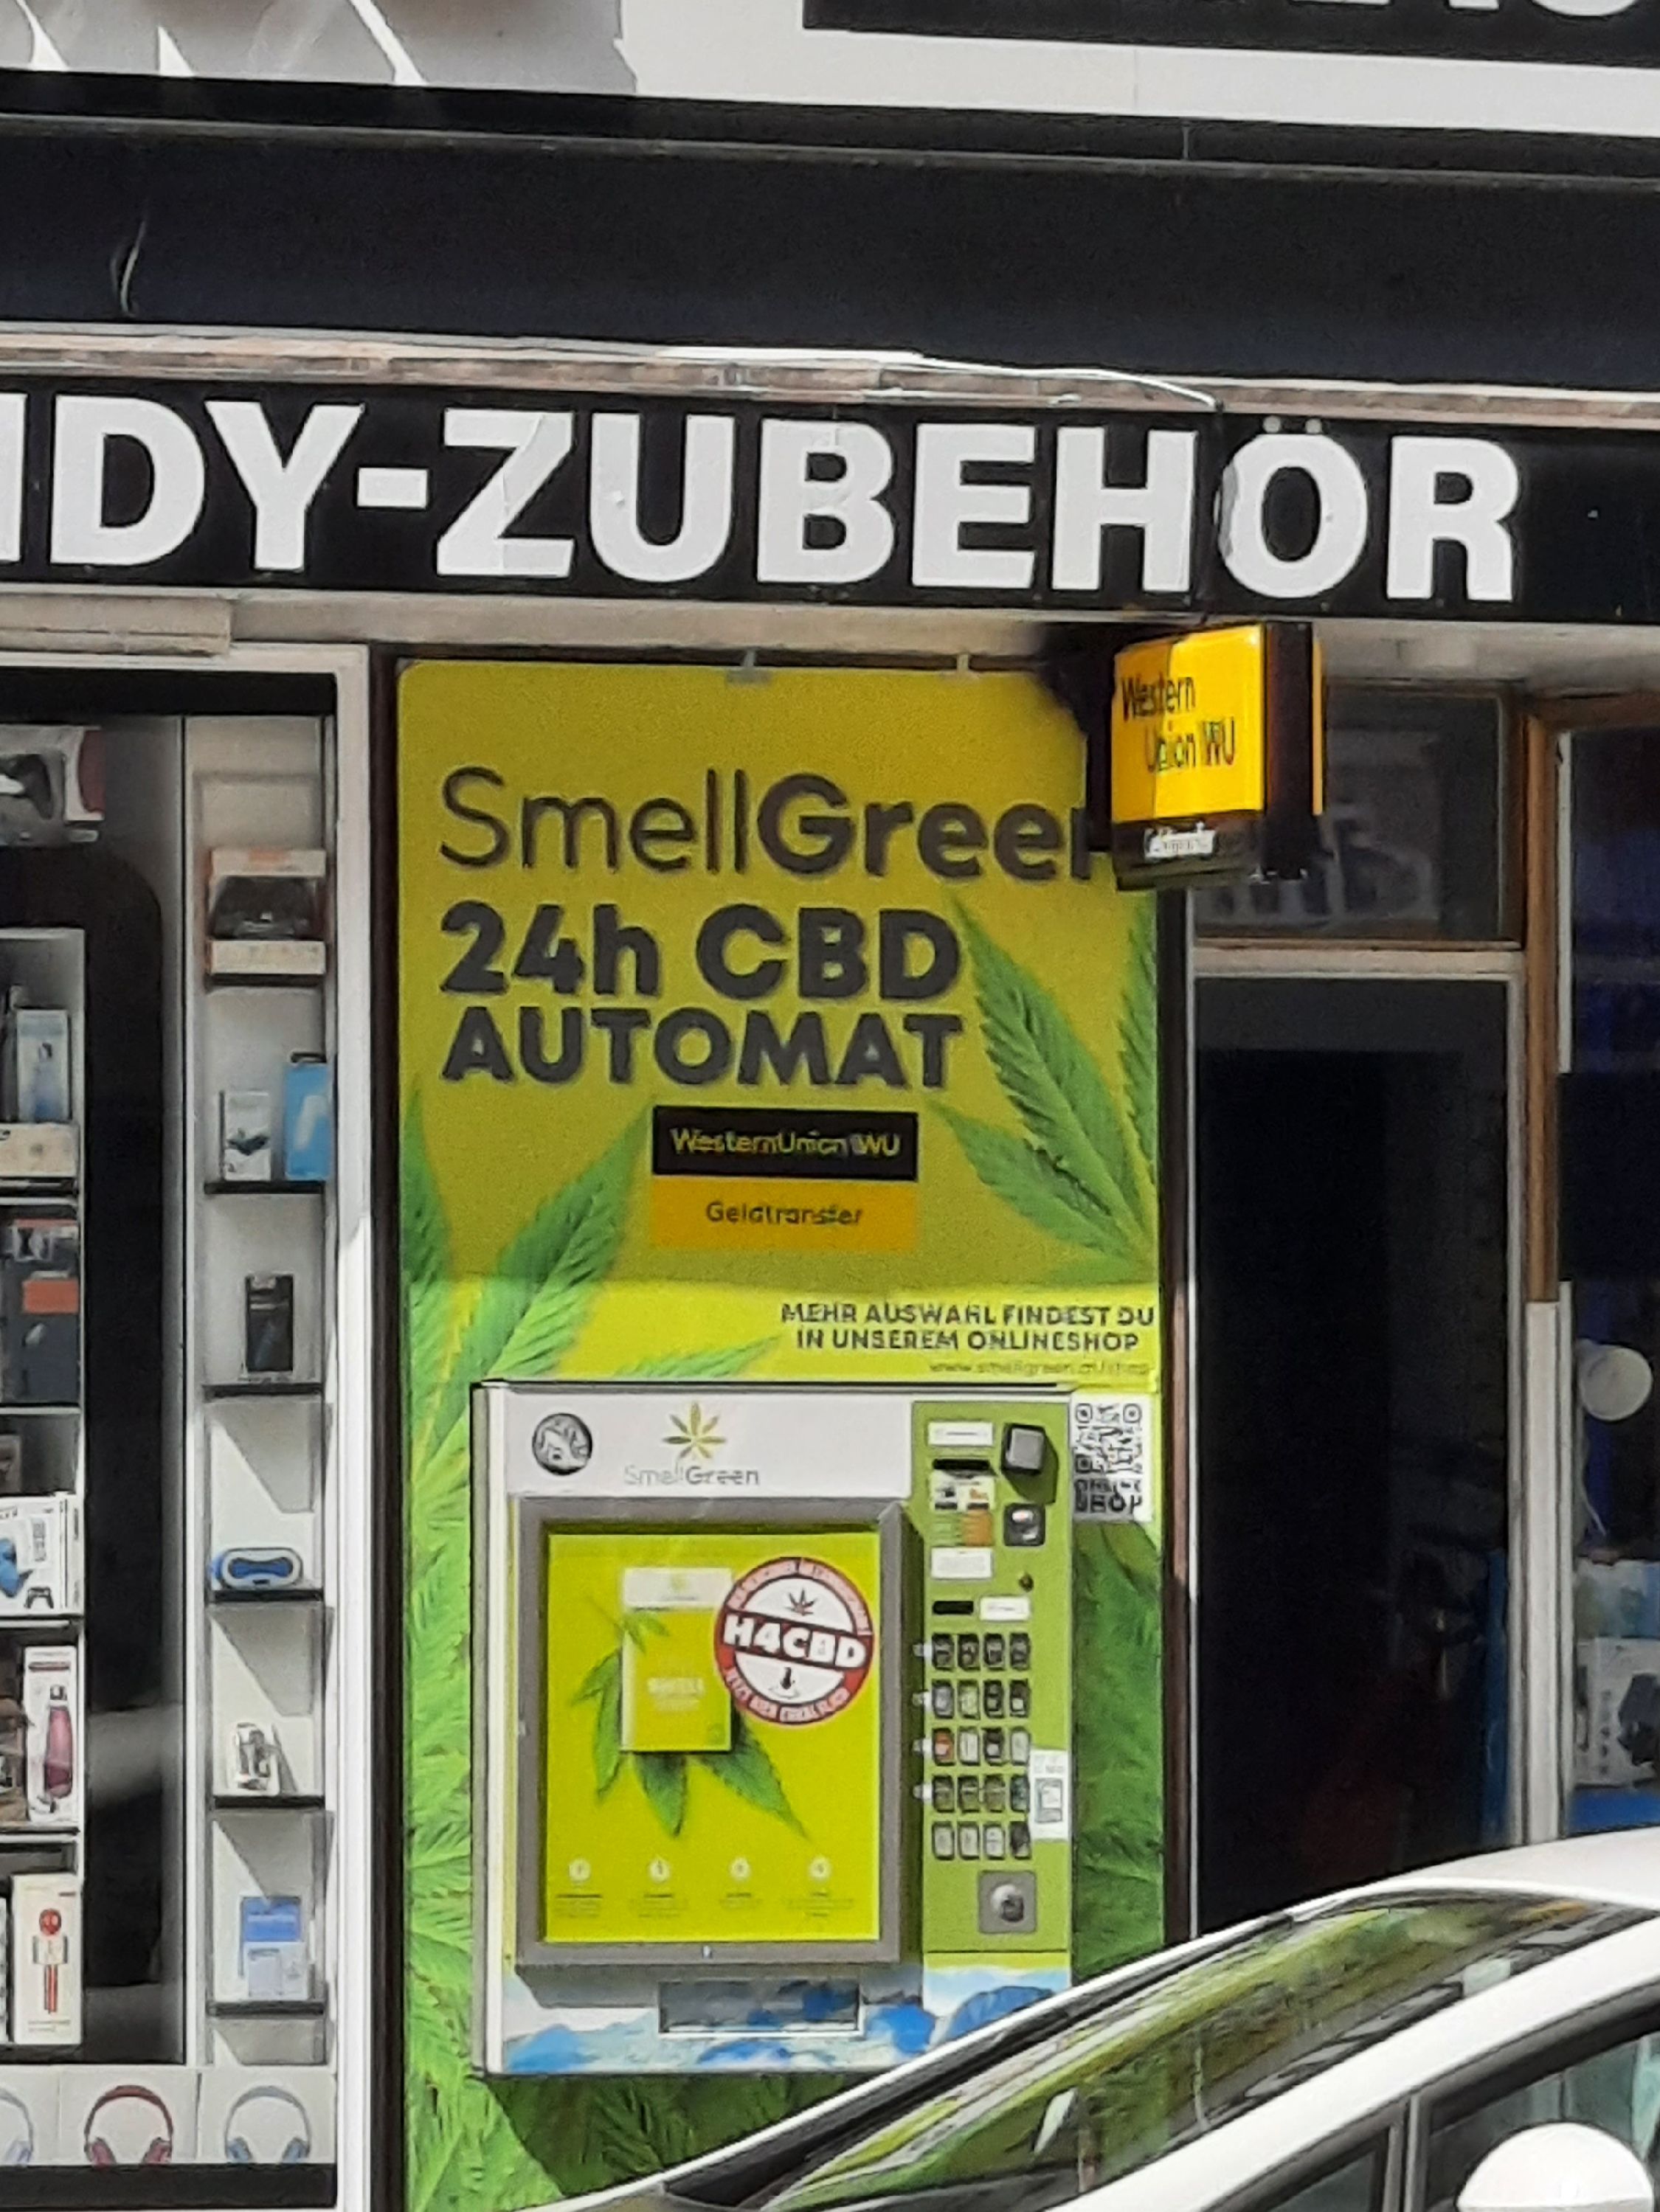 DY-ZUBEHÖR
Western
Union WU
SmellGreen
24h CBD
AUTOMAT
WesternUnion WU
Geldtransfer
MEHR AUSWAHL FINDEST DU
IN UNSEREM ONLINESHOP
SmellGreen
H4CBD